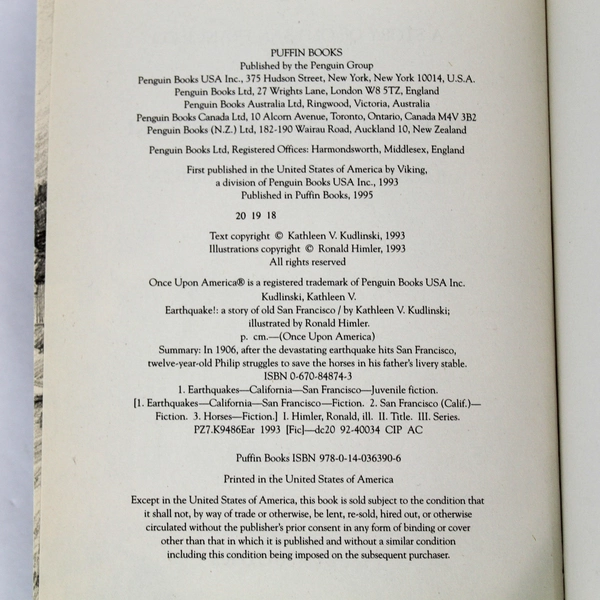 PUFFIN BOOKS
Published by the Penguin Group
Penguin Books USA Inc., 375 Hudson Street, New York, New York 10014, U.S.A.
Penguin Books Ltd, 27 Wrights Lane, London W8 5TZ, England
Penguin Books Australia Ltd, Ringwood, Victoria, Australia
Penguin Books Canada Ltd, 10 Alcorn Avenue, Toronto, Ontario, Canada M4V 3B2
Penguin Books (N.Z.) Ltd, 182-190 Wairau Road, Auckland 10, New Zealand
Penguin Books Ltd, Registered Offices: Harmondsworth, Middlesex, England
First published in the United States of America by Viking,
a division of Penguin Books USA Inc., 1993
Published in Puffin Books, 1995
20 19 18
Text copyright © Kathleen V. Kudlinski, 1993
Illustrations copyright © Ronald Himler, 1993
All rights reserved
Once Upon America® is a registered trademark of Penguin Books USA Inc.
Kudlinski, Kathleen V.
Earthquake!: a story of old San Francisco / by Kathleen V. Kudlinski;
illustrated by Ronald Himler.
p. cm.—(Once Upon America)
Summary: In 1906, after the devastating earthquake hits San Francisco,
twelve-year-old Philip struggles to save the horses in his father's livery stable.
ISBN 0-670-84874-3
1. Earthquakes—California—San Francisco—Juvenile fiction.
[1. Earthquakes—California—San Francisco—Fiction. 2. San Francisco (Calif.)—
Fiction. 3. Horses—Fiction.] I. Himler, Ronald, ill. II. Title. III. Series.
PZ7.K9486Ear 1993 [Fic]—dc20 92-40034 CIP AC
Puffin Books ISBN 978-0-14-036390-6
Printed in the United States of America
Except in the United States of America, this book is sold subject to the condition that
it shall not, by way of trade or otherwise, be lent, re-sold, hired out, or otherwise
circulated without the publisher's prior consent in any form of binding or cover
other than that in which it is published and without a similar condition
including this condition being imposed on the subsequent purchaser.